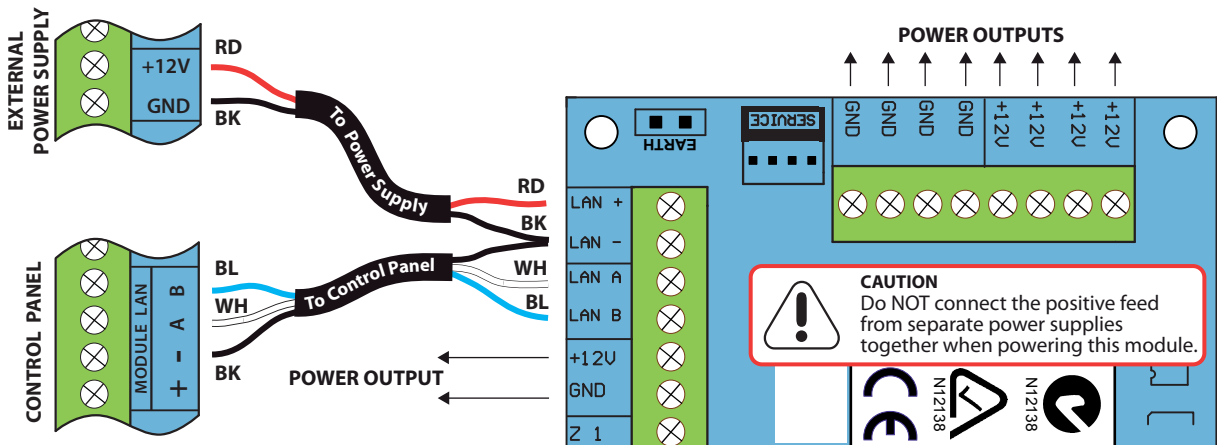 EXTERNAL
POWER SUPPLY
+12V
GND
RD
BK
To Power Supply
RD
BK
CONTROL PANEL
MODULE LAN
B
A
-
+
BL
WH
BK
To Control Panel
WH
BL
POWER OUTPUT
POWER OUTPUTS
GND
GND
GND
GND
+12V
+12V
+12V
+12V
EARTH
SERVICE
LAN +
LAN -
LAN A
LAN B
+12V
GND
Z 1
CAUTION
Do NOT connect the positive feed
from separate power supplies
together when powering this module.
CE
N12138
N12138